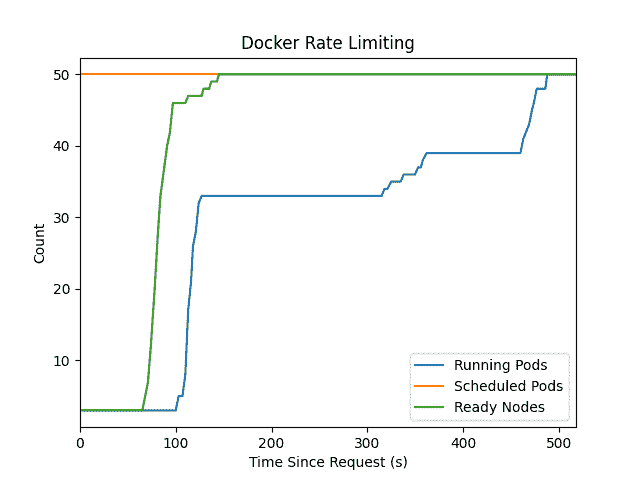 Docker Rate Limiting
Count
50
40
30
20
10
0
100
200
300
400
500
Time Since Request (s)
Running Pods
Scheduled Pods
Ready Nodes